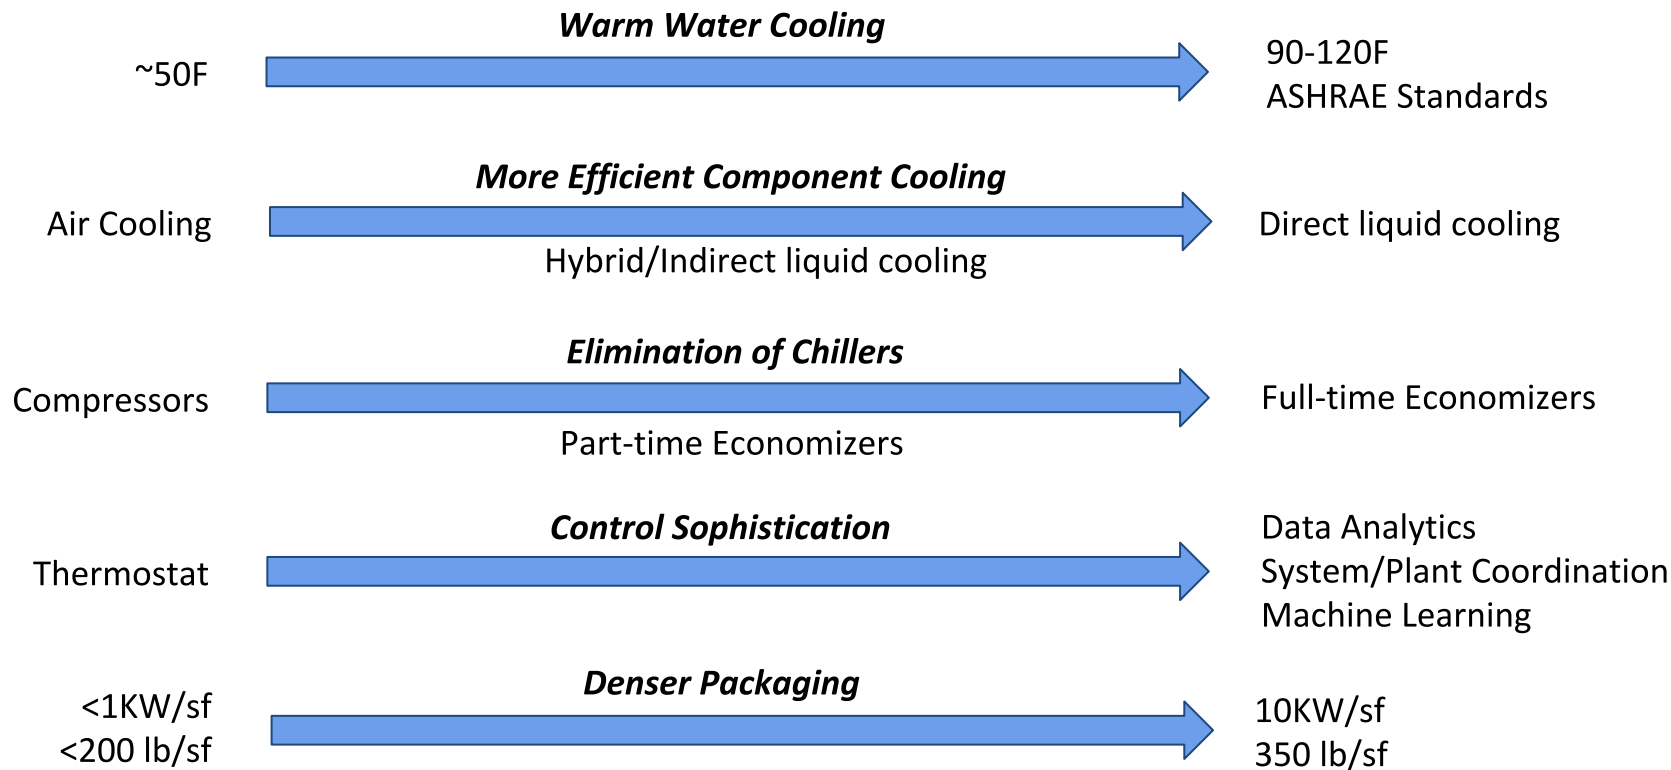 Warm Water Cooling
~50F
90-120F
ASHRAE Standards
More Efficient Component Cooling
Air Cooling
Direct liquid cooling
Hybrid/Indirect liquid cooling
Elimination of Chillers
Compressors
Full-time Economizers
Part-time Economizers
Control Sophistication
Thermostat
Data Analytics
System/Plant Coordination
Machine Learning
Denser Packaging
<1KW/sf
<200 lb/sf
10KW/sf
350 lb/sf